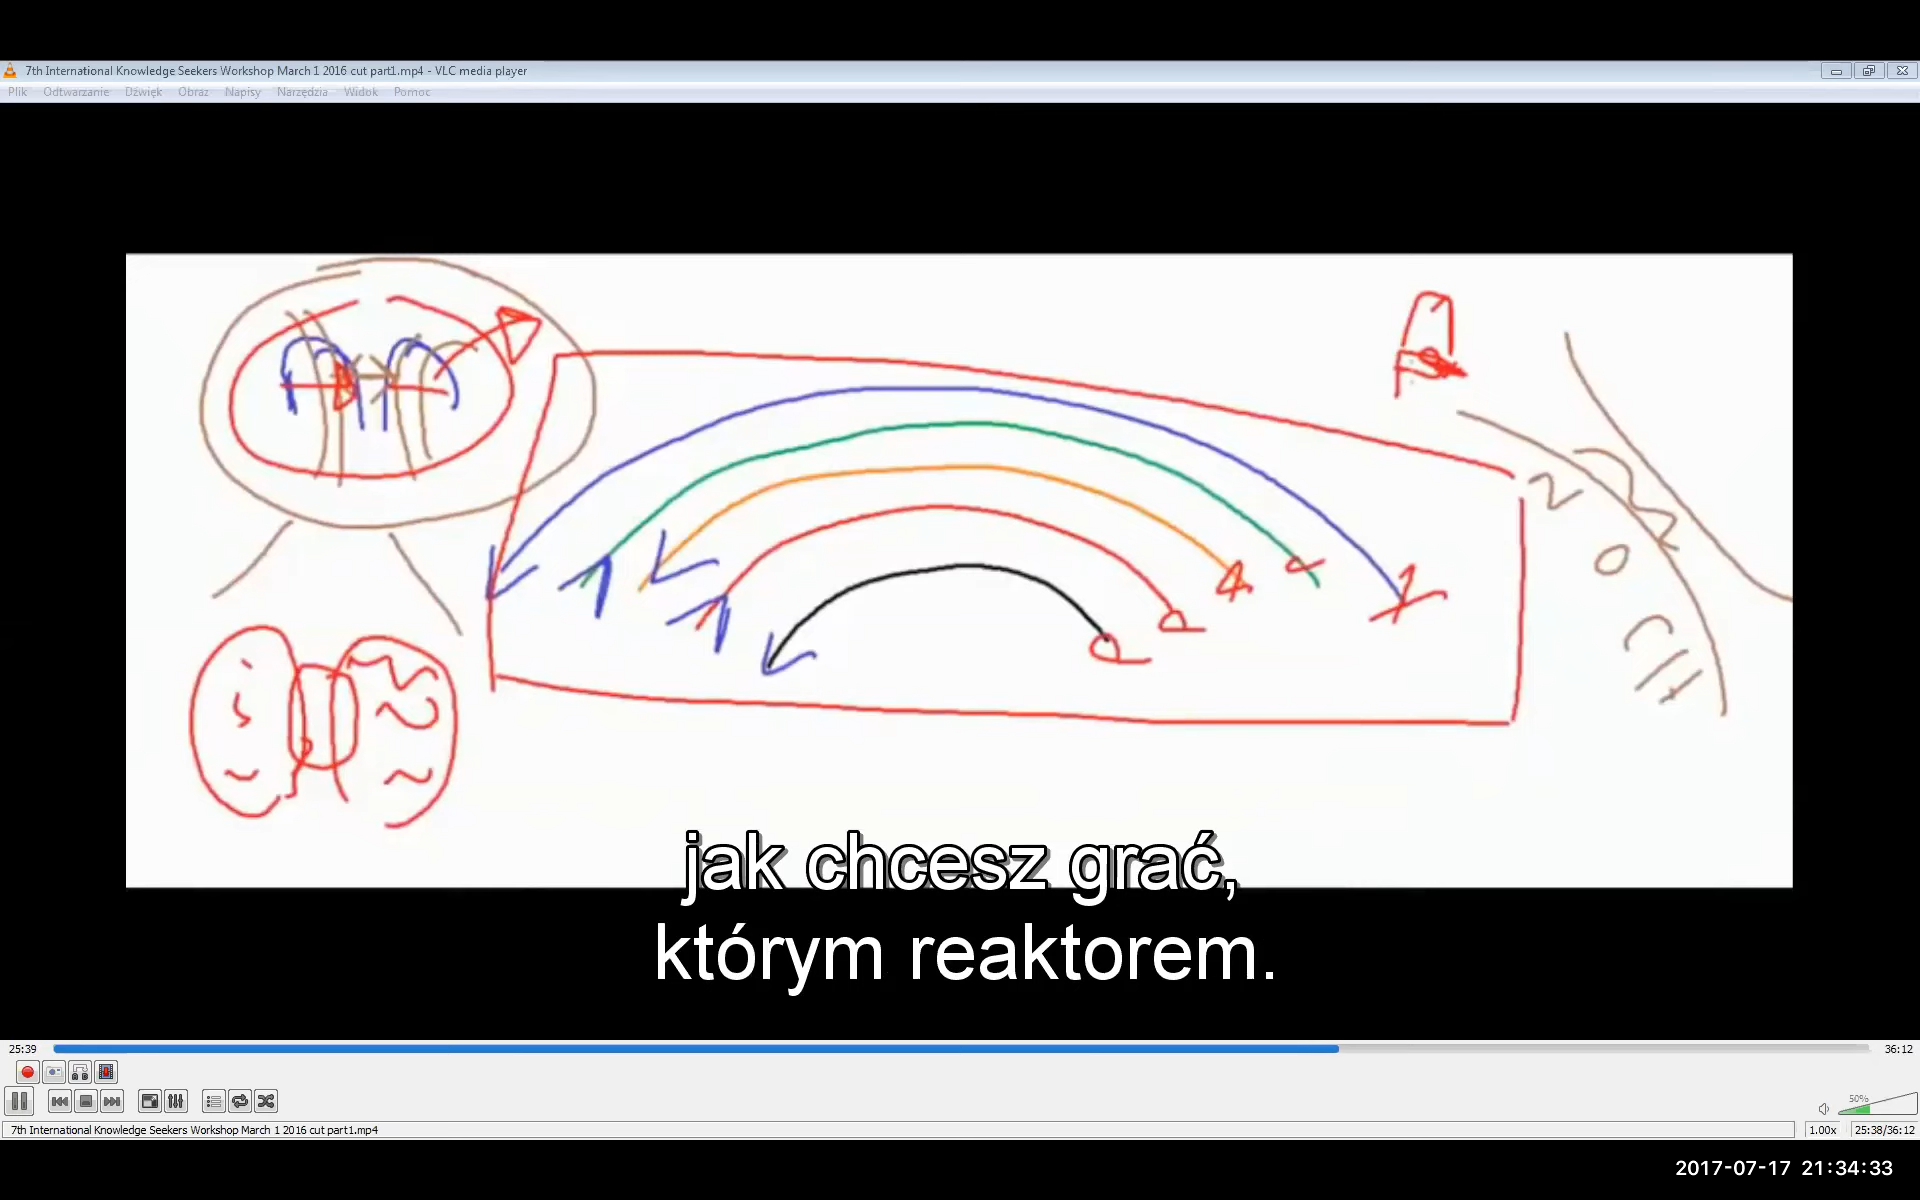 7th International Knowledge Seekers Workshop March 1 2016 cut part1.mp4 - VLC media player
Plik Odtwarzanie Dźwięk Obraz Napisy Narzędzia Widok Pomoc
jak chcesz grać,
którym reaktorem.
25:39 36:12
50%
7th International Knowledge Seekers Workshop March 1 2016 cut part1.mp4 1.00x 25:38/36:12
2017-07-17 21:34:33